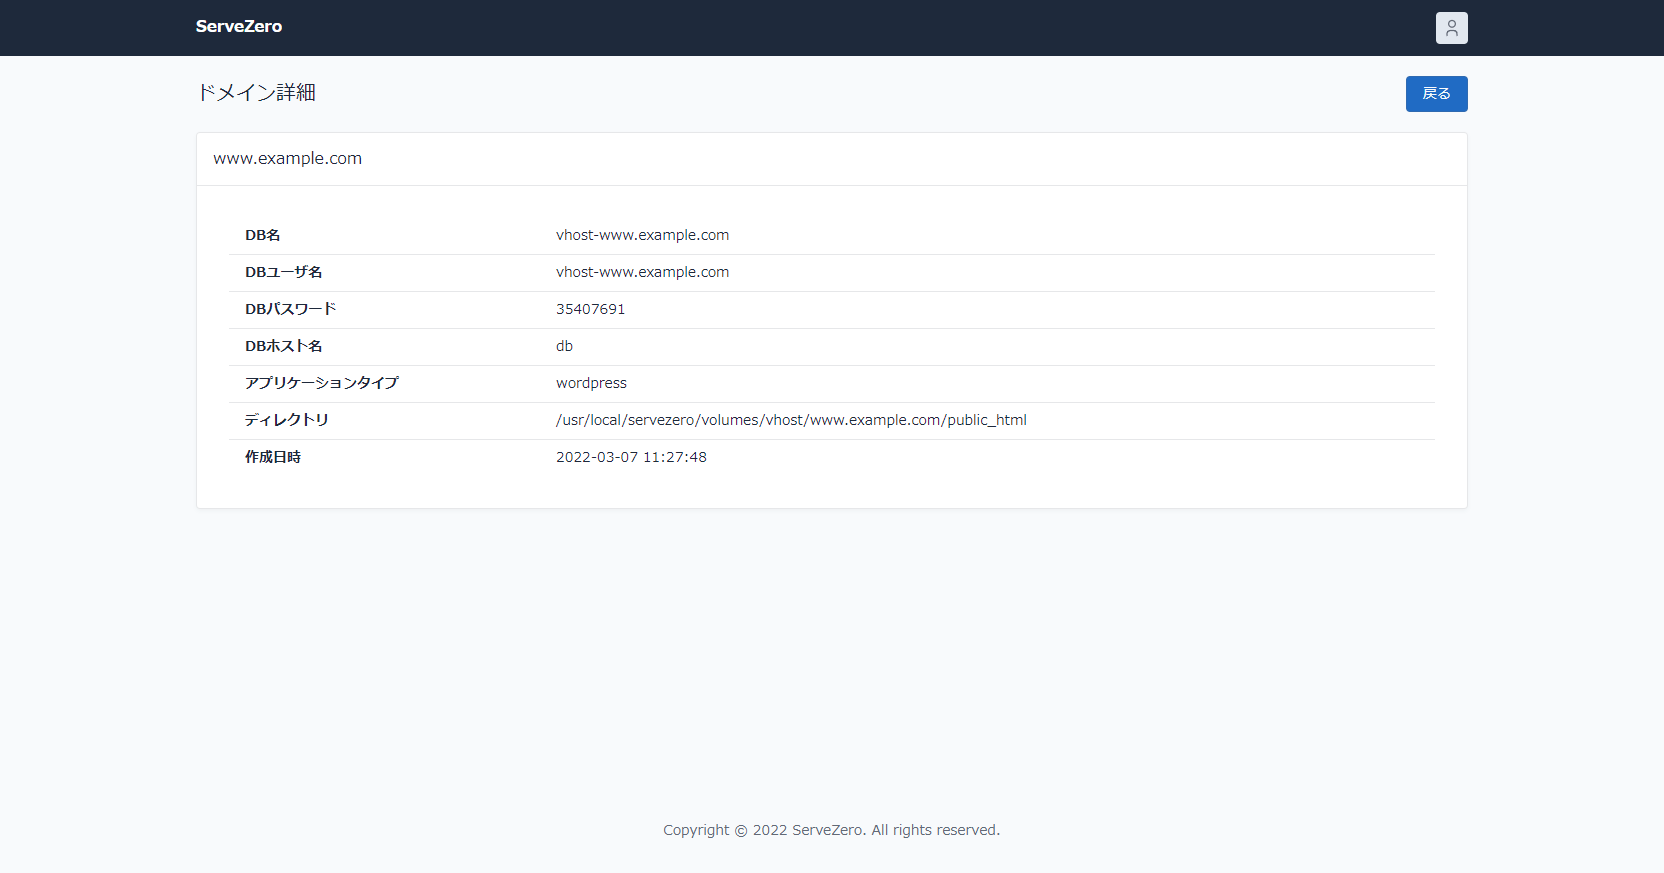 ServeZero
ドメイン詳細
戻る
www.example.com
DB名 vhost-www.example.com
DBユーザ名 vhost-www.example.com
DBパスワード 35407691
DBホスト名 db
アプリケーションタイプ wordpress
ディレクトリ /usr/local/servezero/volumes/vhost/www.example.com/public_html
作成日時 2022-03-07 11:27:48
Copyright © 2022 ServeZero. All rights reserved.